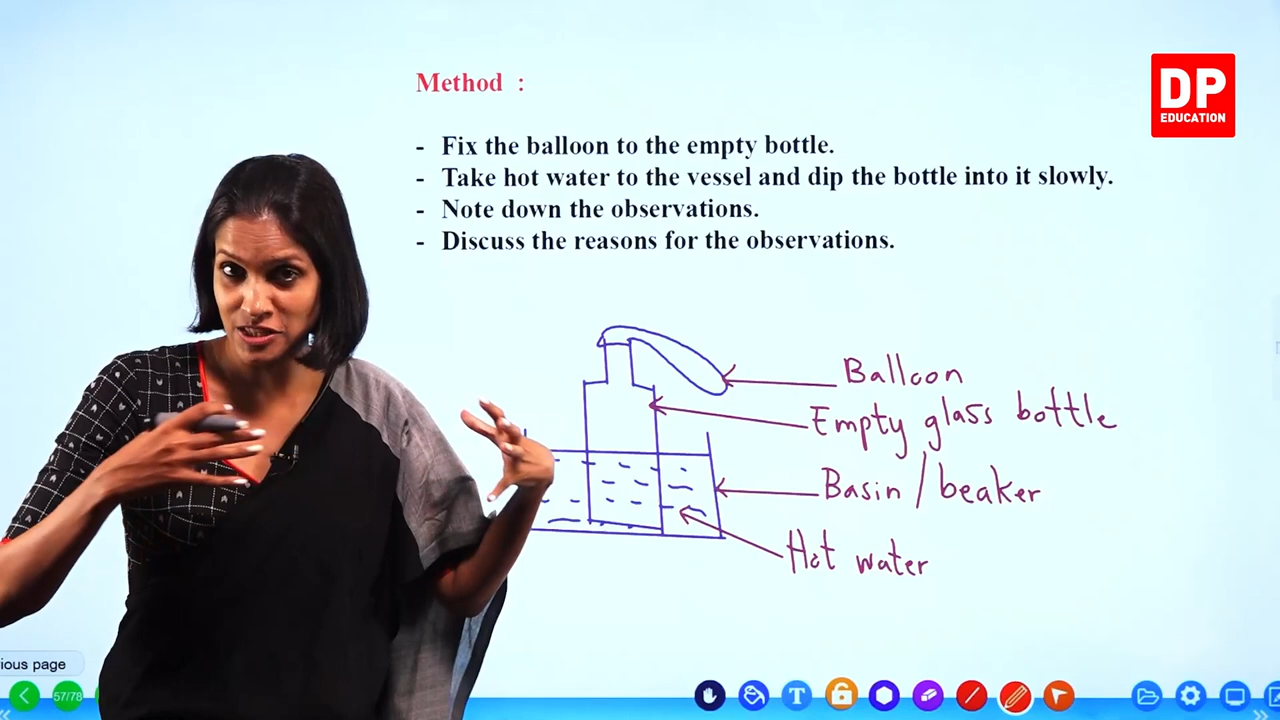 Method :
DP
EDUCATION
- Fix the balloon to the empty bottle.
- Take hot water to the vessel and dip the bottle into it slowly.
- Note down the observations.
- Discuss the reasons for the observations.
Balloon
Empty glass bottle
Basin / beaker
Hot water
ious page
57/78
T